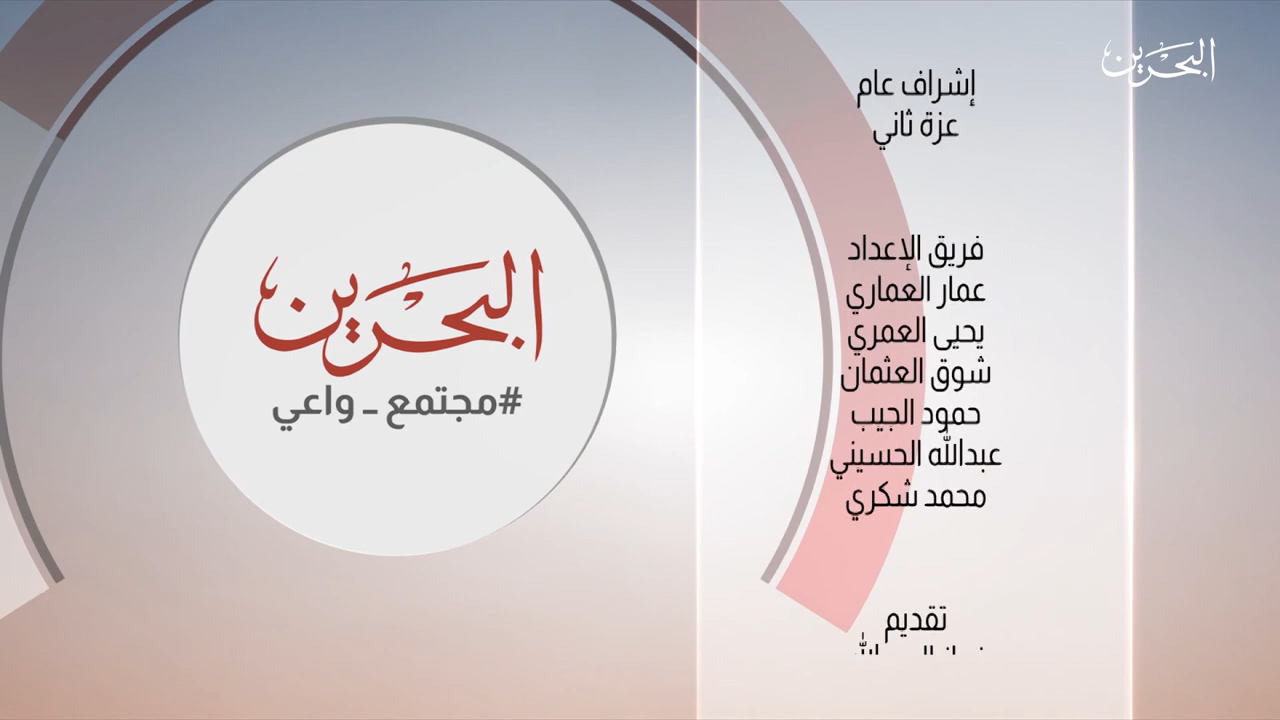 البحرين
إشراف عام
عزة ثاني
فريق الإعداد
عمار العماري
يحيى العمري
شوق العثمان
حمود الجيب
عبدالله الحسيني
محمد شكري
تقديم
البحرين
#مجتمع _ واعي